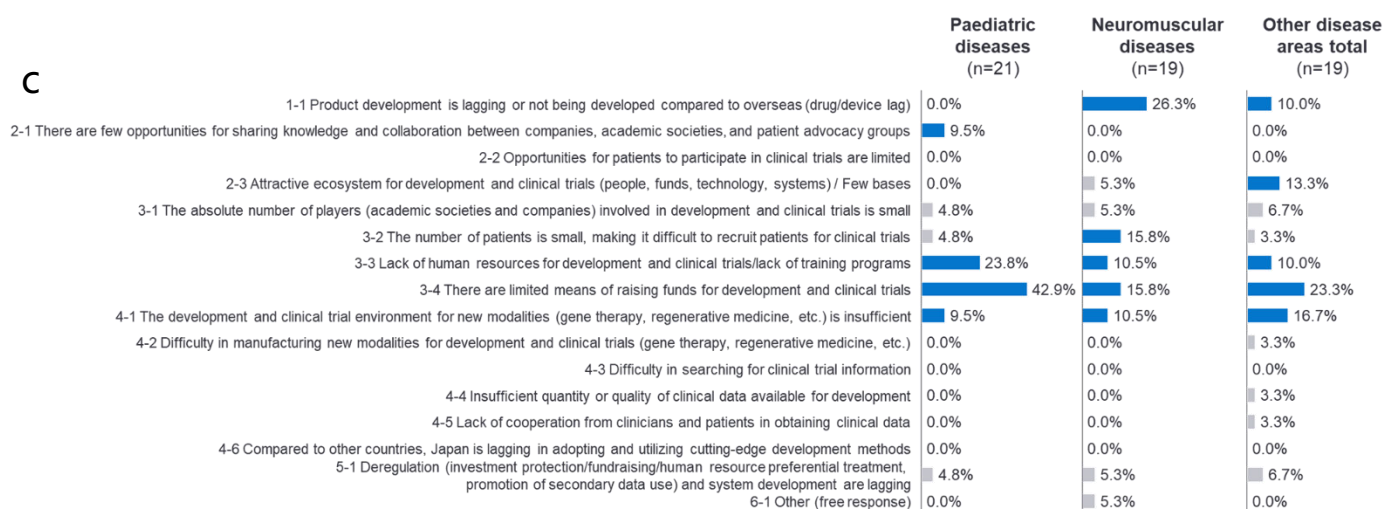 C
Paediatric diseases (n=21)
Neuromuscular diseases (n=19)
Other disease areas total (n=19)
1-1 Product development is lagging or not being developed compared to overseas (drug/device lag) 0.0% 26.3% 10.0%
2-1 There are few opportunities for sharing knowledge and collaboration between companies, academic societies, and patient advocacy groups 9.5% 0.0% 0.0%
2-2 Opportunities for patients to participate in clinical trials are limited 0.0% 0.0% 0.0%
2-3 Attractive ecosystem for development and clinical trials (people, funds, technology, systems) / Few bases 0.0% 5.3% 13.3%
3-1 The absolute number of players (academic societies and companies) involved in development and clinical trials is small 4.8% 5.3% 6.7%
3-2 The number of patients is small, making it difficult to recruit patients for clinical trials 4.8% 15.8% 3.3%
3-3 Lack of human resources for development and clinical trials/lack of training programs 23.8% 10.5% 10.0%
3-4 There are limited means of raising funds for development and clinical trials 42.9% 15.8% 23.3%
4-1 The development and clinical trial environment for new modalities (gene therapy, regenerative medicine, etc.) is insufficient 9.5% 10.5% 16.7%
4-2 Difficulty in manufacturing new modalities for development and clinical trials (gene therapy, regenerative medicine, etc.) 0.0% 0.0% 3.3%
4-3 Difficulty in searching for clinical trial information 0.0% 0.0% 0.0%
4-4 Insufficient quantity or quality of clinical data available for development 0.0% 0.0% 3.3%
4-5 Lack of cooperation from clinicians and patients in obtaining clinical data 0.0% 0.0% 3.3%
4-6 Compared to other countries, Japan is lagging in adopting and utilizing cutting-edge development methods 0.0% 0.0% 0.0%
5-1 Deregulation (investment protection/fundraising/human resource preferential treatment,
promotion of secondary data use) and system development are lagging 4.8% 5.3% 6.7%
6-1 Other (free response) 0.0% 5.3% 0.0%